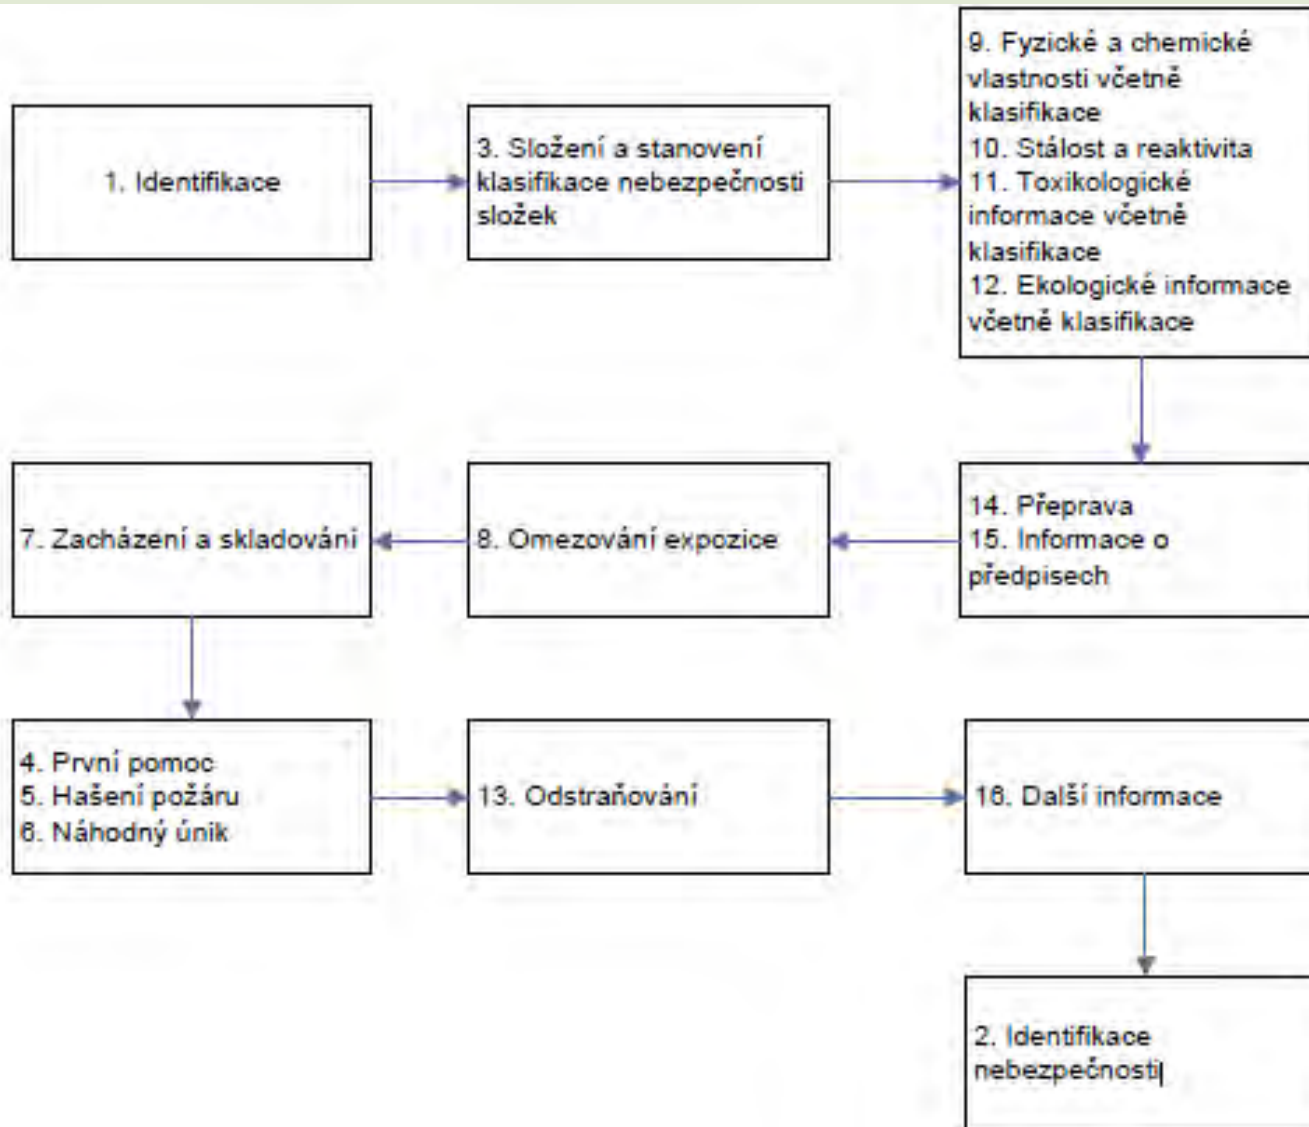 1. Identifikace
3. Složení a stanovení
klasifikace nebezpečnosti
složek
9. Fyzické a chemické
vlastnosti včetně
klasifikace
10. Stálost a reaktivita
11. Toxikologické
informace včetně
klasifikace
12. Ekologické informace
včetně klasifikace
7. Zacházení a skladování
8. Omezování expozice
14. Přeprava
15. Informace o
předpisech
4. První pomoc
5. Hašení požáru
6. Náhodný únik
13. Odstraňování
16. Další informace
2. Identifikace
nebezpečnosti